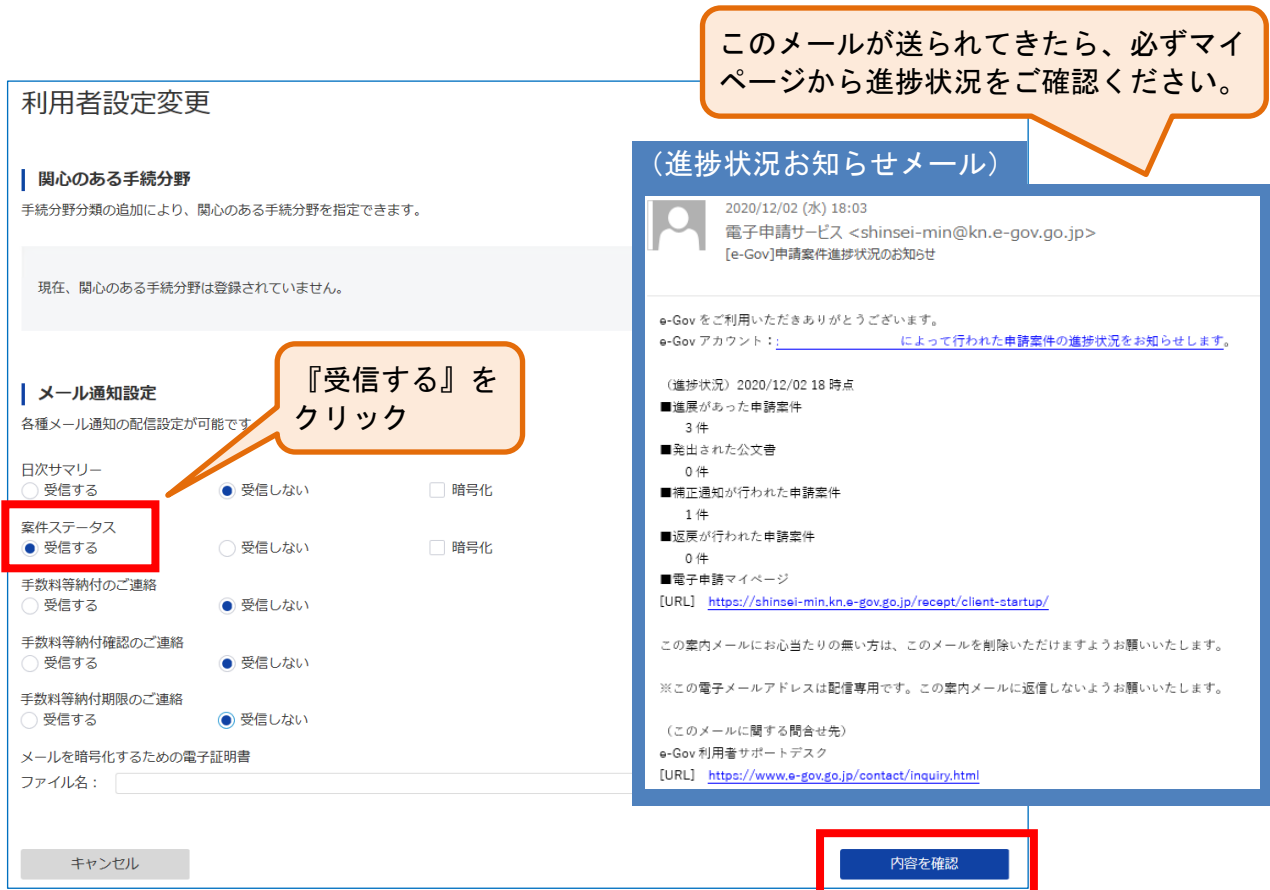 このメールが送られてきたら、必ずマイ
ページから進捗状況をご確認ください。
利用者設定変更
関心のある手続分野
手続分野分類の追加により、関心のある手続分野を指定できます。
現在、関心のある手続分野は登録されていません。
『受信する』を
クリック
メール通知設定
各種メール通知の配信設定が可能です
日次サマリー
受信する 受信しない 暗号化
案件ステータス
受信する 受信しない 暗号化
手数料等納付のご連絡
受信する 受信しない
手数料等納付確認のご連絡
受信する 受信しない
手数料等納付期限のご連絡
受信する 受信しない
メールを暗号化するための電子証明書
ファイル名：
キャンセル
内容を確認
（進捗状況お知らせメール）
2020/12/02 (水) 18:03
電子申請サービス <shinsei-min@kn.e-gov.go.jp>
[e-Gov]申請案件進捗状況のお知らせ
e-Gov をご利用いただきありがとうございます。
e-Gov アカウント：; によって行われた申請案件の進捗状況をお知らせします。
（進捗状況）2020/12/02 18 時点
■進展があった申請案件
3 件
■発出された公文書
0 件
■補正通知が行われた申請案件
1 件
■返戻が行われた申請案件
0 件
■電子申請マイページ
[URL] https://shinsei-min.kn.e-gov.go.jp/recept/client-startup/
この案内メールにお心当たりの無い方は、このメールを削除いただけますようお願いいたします。
※この電子メールアドレスは配信専用です。この案内メールに返信しないようお願いいたします。
（このメールに関する問合せ先）
e-Gov 利用者サポートデスク
[URL] https://www.e-gov.go.jp/contact/inquiry.html